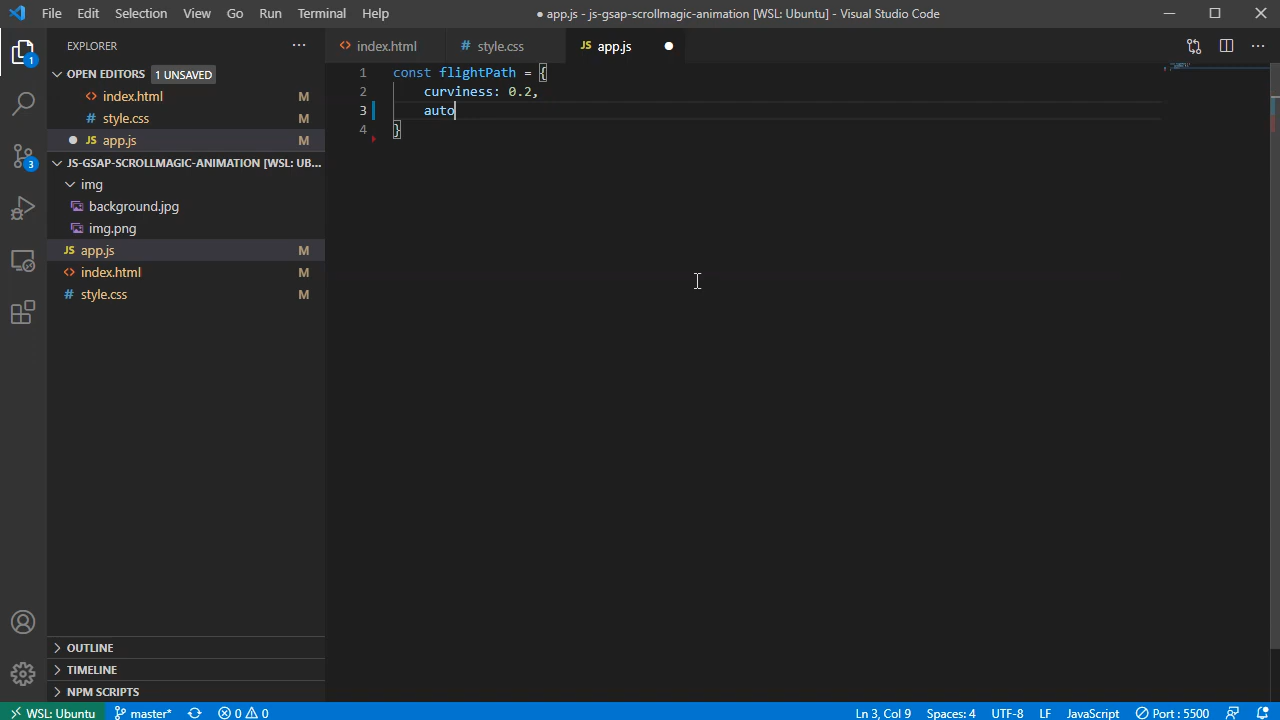 File Edit Selection View Go Run Terminal Help
● app.js - js-gsap-scrollmagic-animation [WSL: Ubuntu] - Visual Studio Code
EXPLORER
index.html
style.css
app.js
OPEN EDITORS 1 UNSAVED
index.html M
style.css M
app.js M
JS-GSAP-SCROLLMAGIC-ANIMATION [WSL: UB...
img
background.jpg
img.png
app.js M
index.html M
style.css M
1 const flightPath = {
2 curviness: 0.2,
3 auto
4 }
1
3
OUTLINE
TIMELINE
NPM SCRIPTS
WSL: Ubuntu
master*
0 0
Ln 3, Col 9
Spaces: 4
UTF-8
LF
JavaScript
Port : 5500